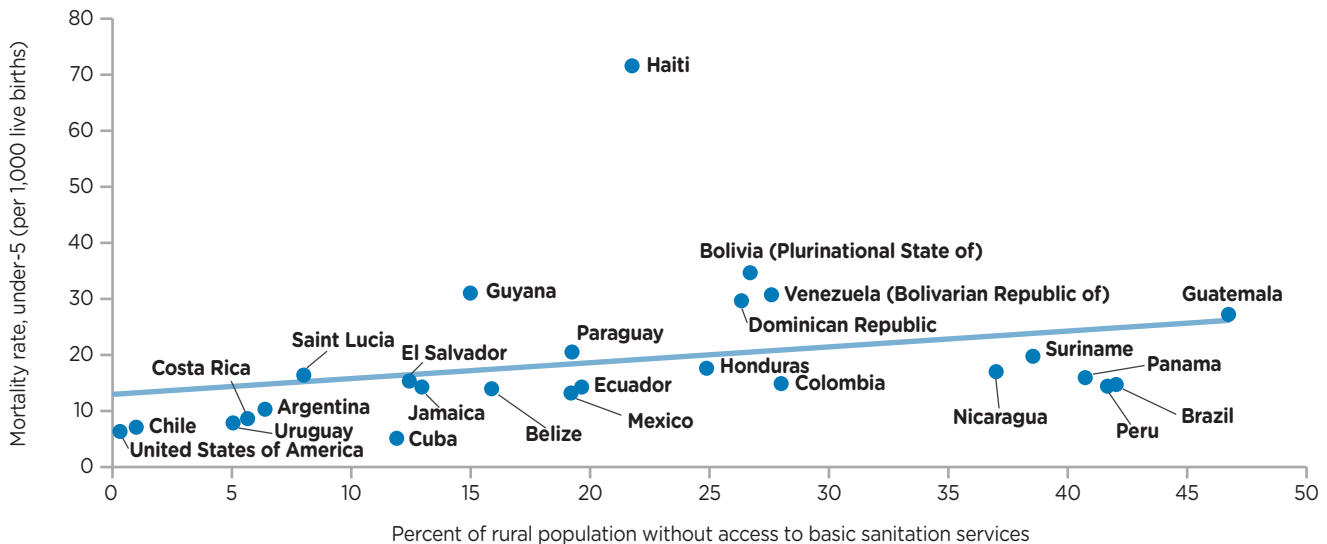 Mortality rate, under-5 (per 1,000 live births)
80
70
60
50
40
30
20
10
0
Haiti
Bolivia (Plurinational State of)
Guyana
Venezuela (Bolivarian Republic of)
Guatemala
Dominican Republic
Saint Lucia
Paraguay
Costa Rica
El Salvador
Honduras
Suriname
Panama
Ecuador
Colombia
Argentina
Jamaica
Mexico
Nicaragua
Brazil
Chile
Uruguay
Cuba
Belize
Peru
United States of America
0 5 10 15 20 25 30 35 40 45 50
Percent of rural population without access to basic sanitation services